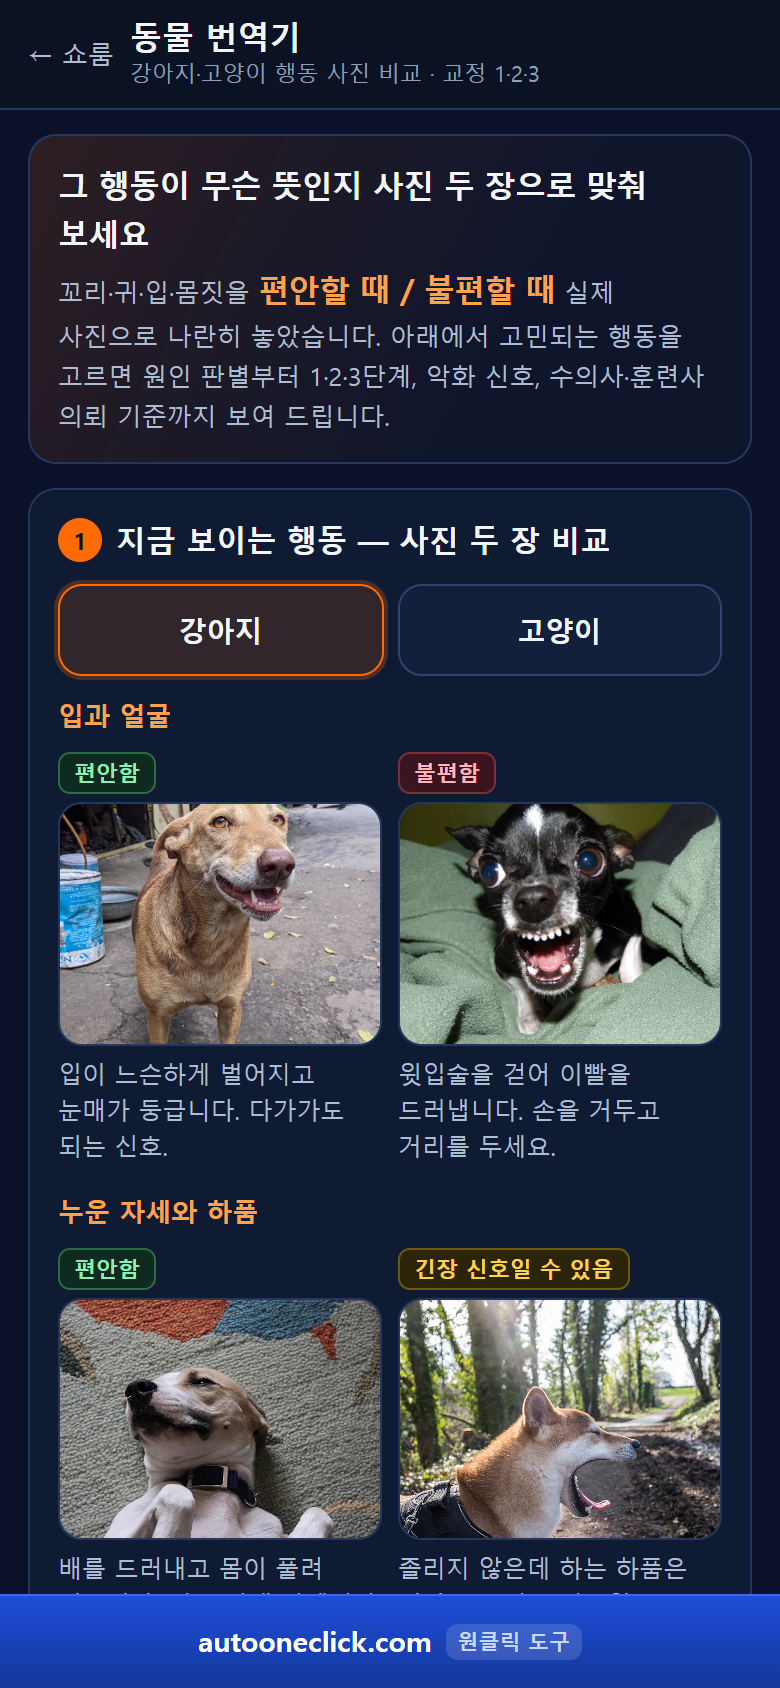 ← 쇼룸
동물 번역기
강아지·고양이 행동 사진 비교 · 교정 1·2·3
그 행동이 무슨 뜻인지 사진 두 장으로 맞춰
보세요
꼬리·귀·입·몸짓을 편안할 때 / 불편할 때 실제
사진으로 나란히 놓았습니다. 아래에서 고민되는 행동을
고르면 원인 판별부터 1·2·3단계, 악화 신호, 수의사·훈련사
의뢰 기준까지 보여 드립니다.
1 지금 보이는 행동 — 사진 두 장 비교
강아지
고양이
입과 얼굴
편안함
불편함
입이 느슨하게 벌어지고
눈매가 둥급니다. 다가가도
되는 신호.
윗입술을 걷어 이빨을
드러냅니다. 손을 거두고
거리를 두세요.
누운 자세와 하품
편안함
긴장 신호일 수 있음
배를 드러내고 몸이 풀려
졸리지 않은데 하는 하품은
autooneclick.com 원클릭 도구